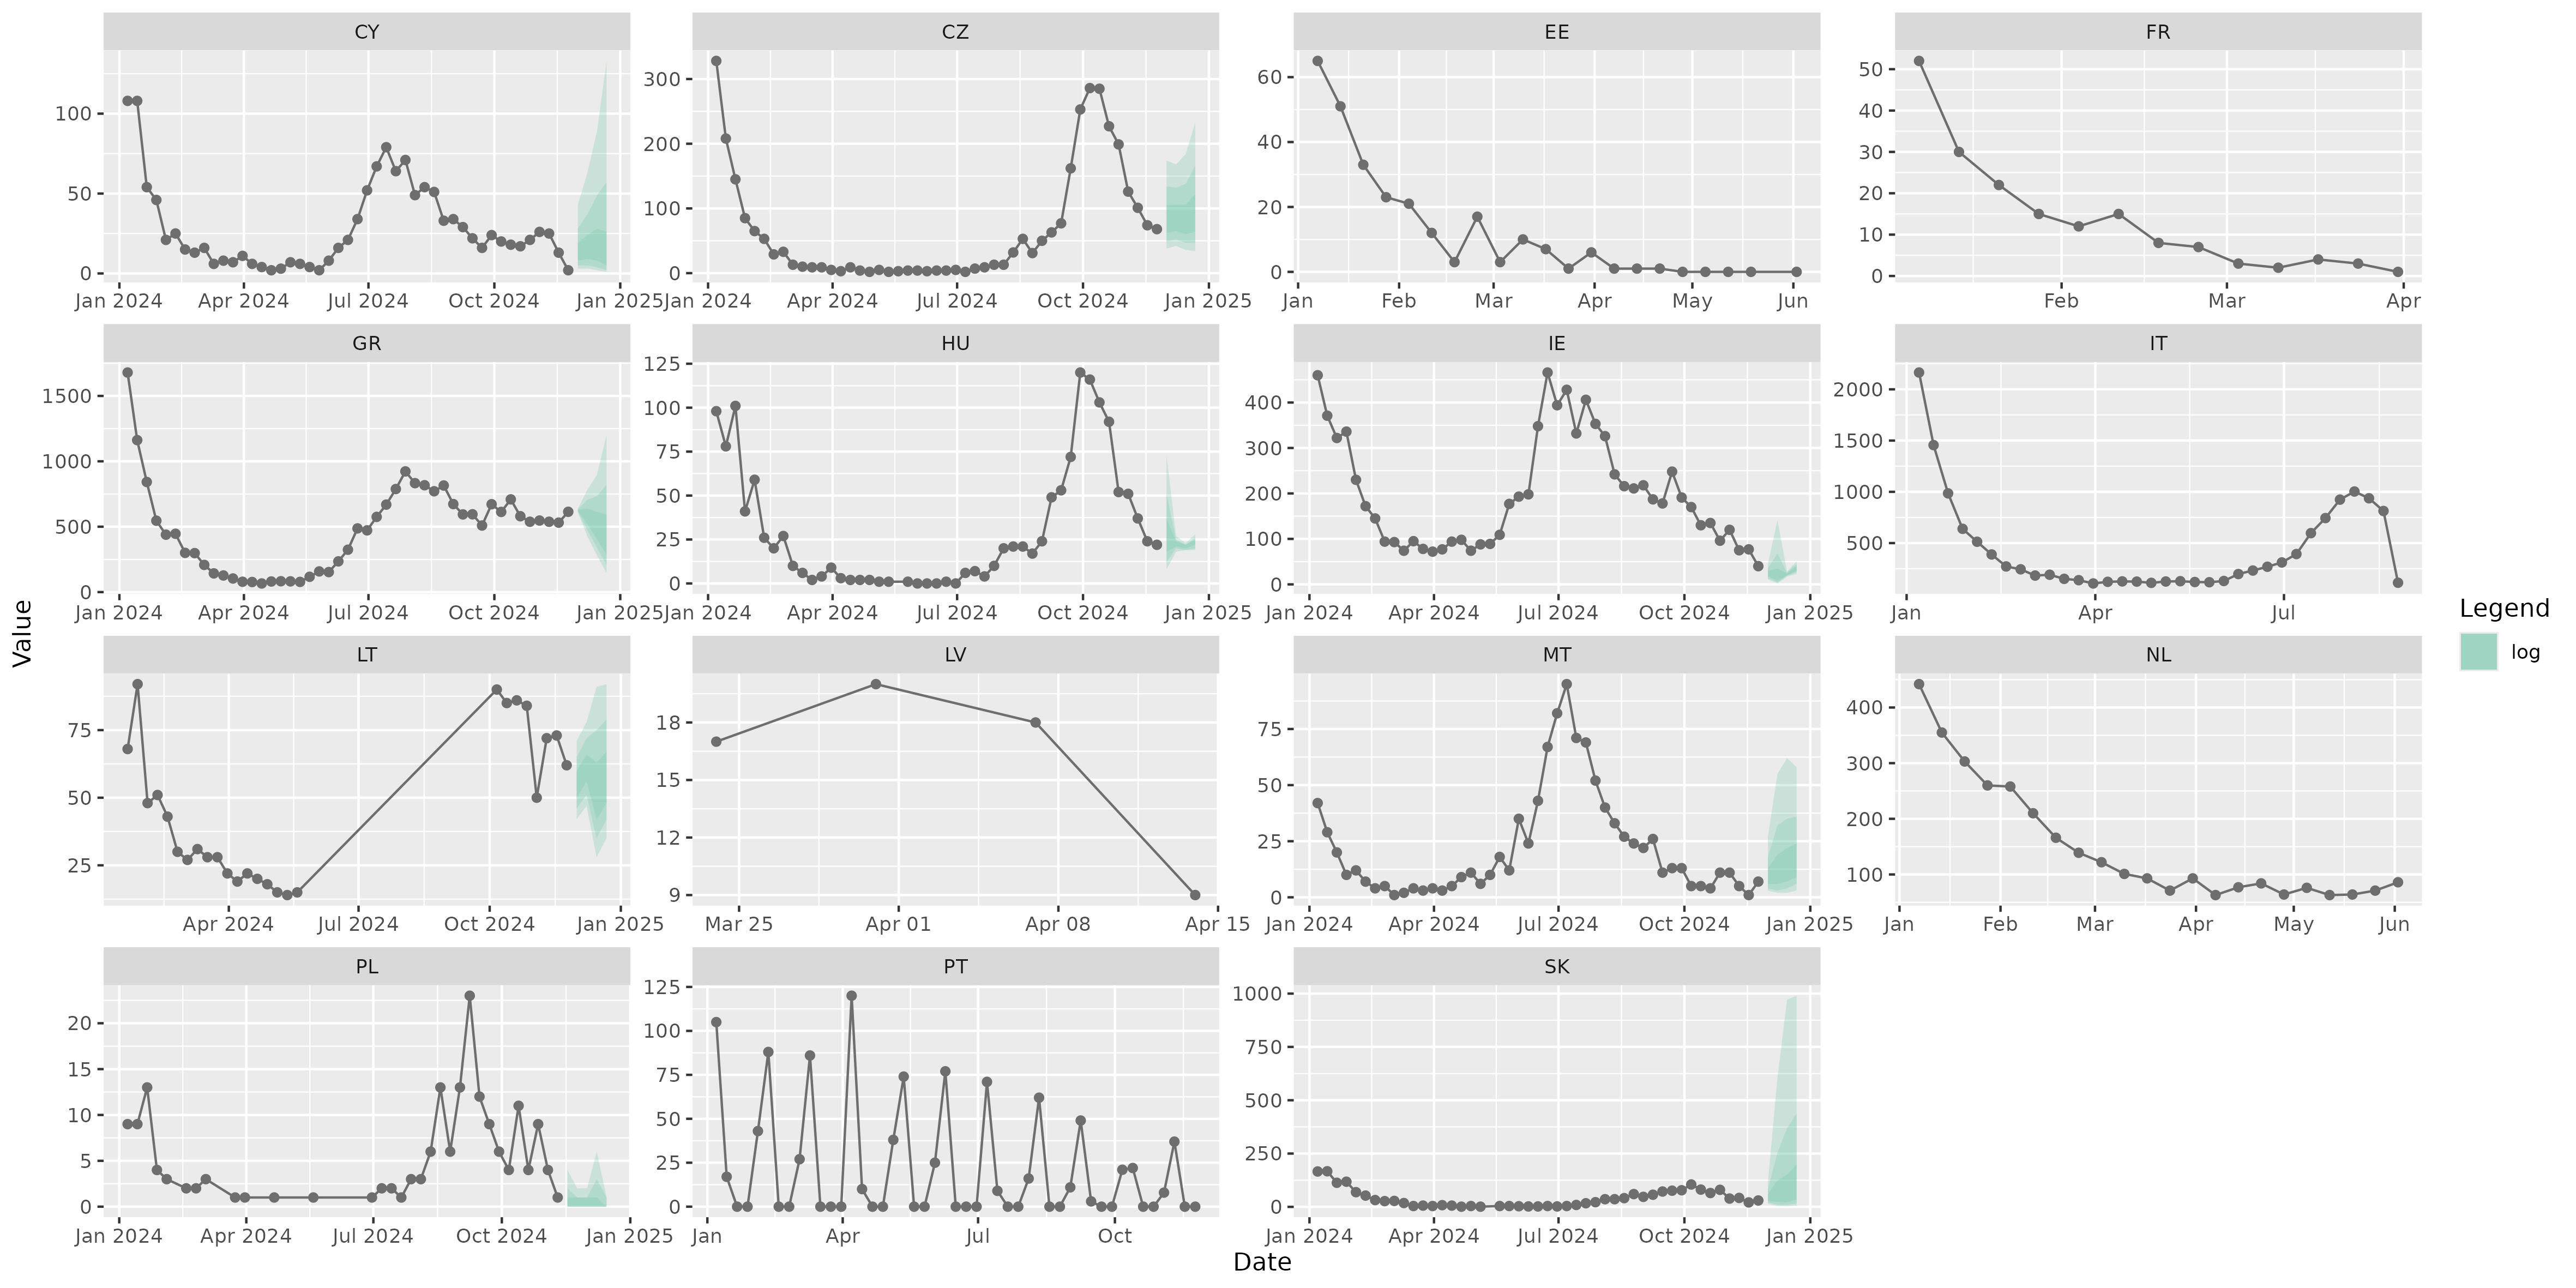 CY CZ EE FR
100 50 0
300 200 100 0
60 40 20 0
50 40 30 20 10 0
Jan 2024 Apr 2024 Jul 2024 Oct 2024 Jan 2025
Jan 2024 Apr 2024 Jul 2024 Oct 2024 Jan 2025
Jan Feb Mar Apr May Jun
Feb Mar Apr
GR HU IE IT
1500 1000 500 0
125 100 75 50 25 0
400 300 200 100 0
2000 1500 1000 500
Jan 2024 Apr 2024 Jul 2024 Oct 2024 Jan 2025
Jan 2024 Apr 2024 Jul 2024 Oct 2024 Jan 2025
Jan 2024 Apr 2024 Jul 2024 Oct 2024 Jan 2025
Jan Apr Jul
Value
Legend
log
LT LV MT NL
75 50 25
18 15 12 9
75 50 25 0
400 300 200 100
Apr 2024 Jul 2024 Oct 2024 Jan 2025
Mar 25 Apr 01 Apr 08 Apr 15
Jan 2024 Apr 2024 Jul 2024 Oct 2024 Jan 2025
Jan Feb Mar Apr May Jun
PL PT SK
20 15 10 5 0
125 100 75 50 25 0
1000 750 500 250 0
Jan 2024 Apr 2024 Jul 2024 Oct 2024 Jan 2025
Jan Apr Jul Oct
Jan 2024 Apr 2024 Jul 2024 Oct 2024 Jan 2025
Date